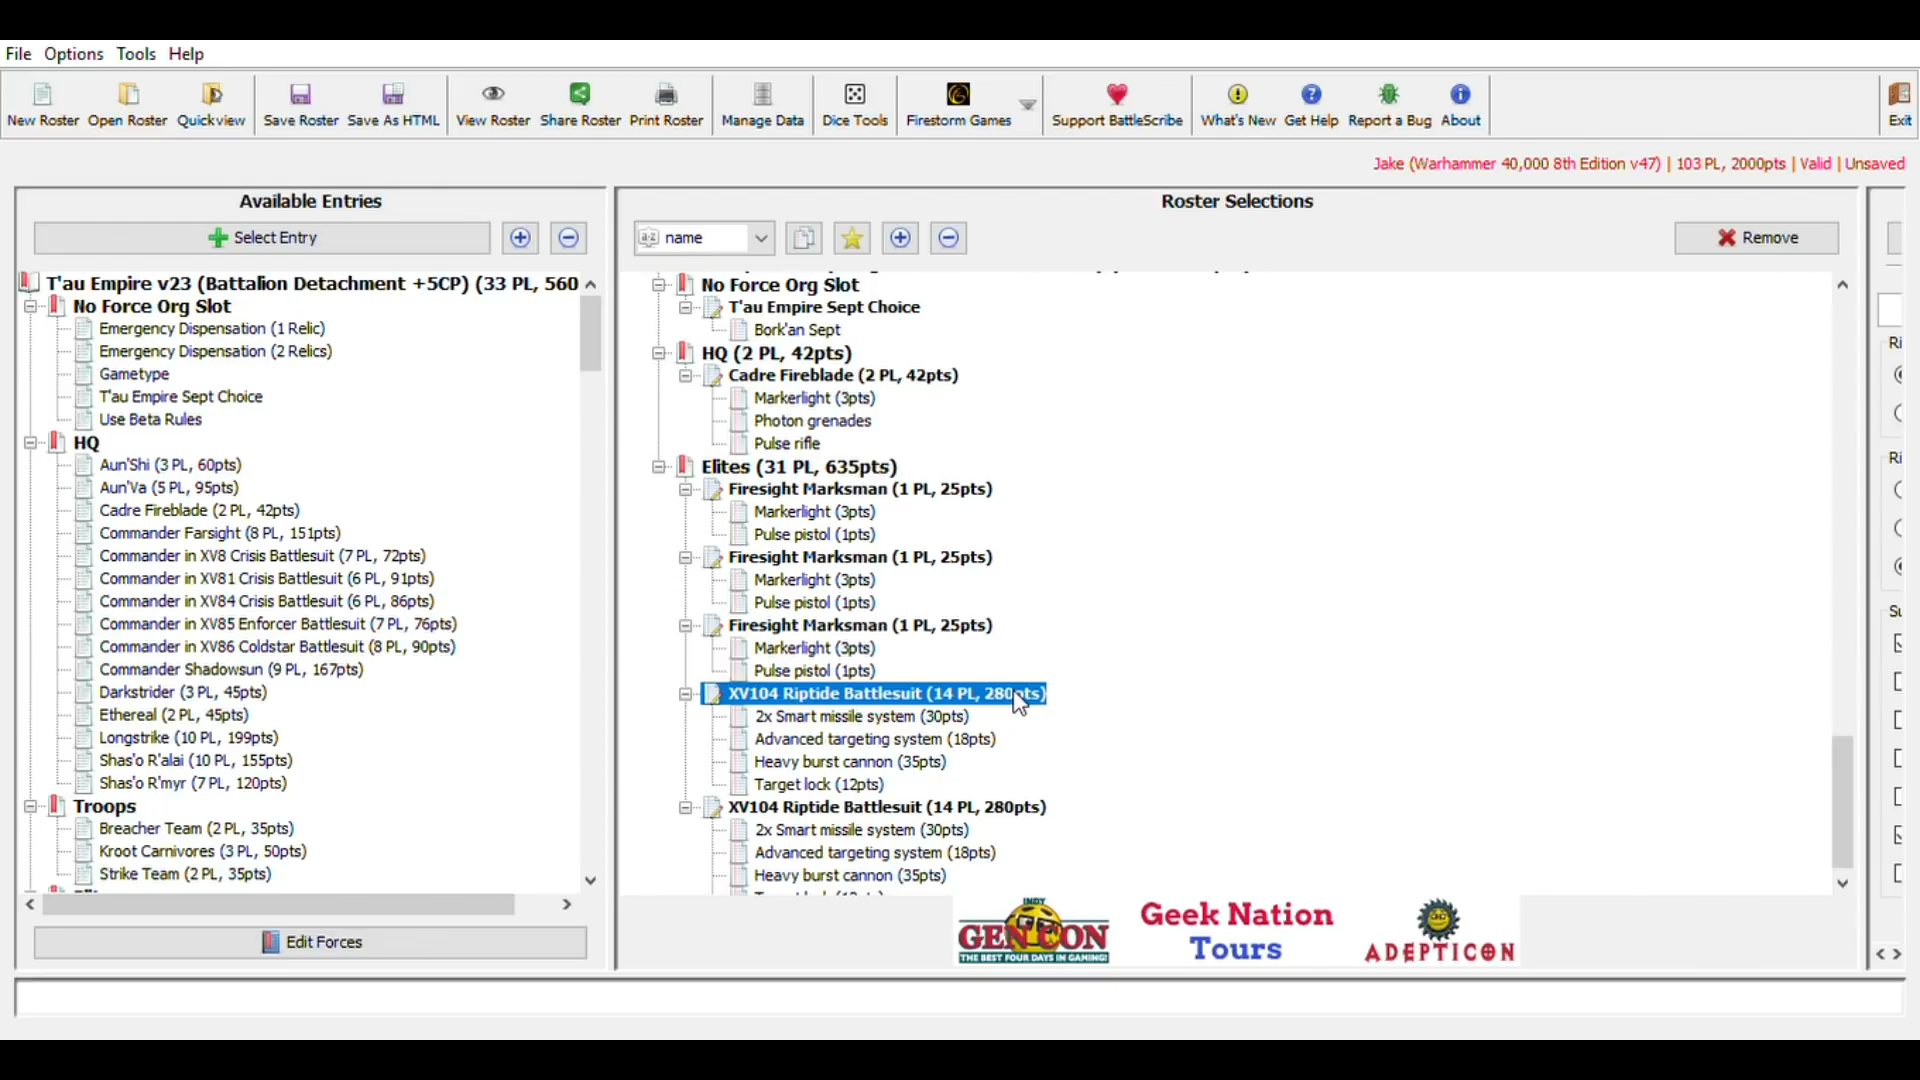 File Options Tools Help
New Roster Open Roster Quickview Save Roster Save As HTML View Roster Share Roster Print Roster Manage Data Dice Tools Firestorm Games Support BattleScribe What's New Get Help Report a Bug About Exit
Jake (Warhammer 40,000 8th Edition v47) | 103 PL, 2000pts | Valid | Unsaved
Available Entries
Select Entry
T'au Empire v23 (Battalion Detachment +5CP) (33 PL, 560
No Force Org Slot
Emergency Dispensation (1 Relic)
Emergency Dispensation (2 Relics)
Gametype
T'au Empire Sept Choice
Use Beta Rules
HQ
Aun'Shi (3 PL, 60pts)
Aun'Va (5 PL, 95pts)
Cadre Fireblade (2 PL, 42pts)
Commander Farsight (8 PL, 151pts)
Commander in XV8 Crisis Battlesuit (7 PL, 72pts)
Commander in XV81 Crisis Battlesuit (6 PL, 91pts)
Commander in XV84 Crisis Battlesuit (6 PL, 86pts)
Commander in XV85 Enforcer Battlesuit (7 PL, 76pts)
Commander in XV86 Coldstar Battlesuit (8 PL, 90pts)
Commander Shadowsun (9 PL, 167pts)
Darkstrider (3 PL, 45pts)
Ethereal (2 PL, 45pts)
Longstrike (10 PL, 199pts)
Shas'o R'alai (10 PL, 155pts)
Shas'o R'myr (7 PL, 120pts)
Troops
Breacher Team (2 PL, 35pts)
Kroot Carnivores (3 PL, 50pts)
Strike Team (2 PL, 35pts)
Edit Forces
Roster Selections
name
Remove
No Force Org Slot
T'au Empire Sept Choice
Bork'an Sept
HQ (2 PL, 42pts)
Cadre Fireblade (2 PL, 42pts)
Markerlight (3pts)
Photon grenades
Pulse rifle
Elites (31 PL, 635pts)
Firesight Marksman (1 PL, 25pts)
Markerlight (3pts)
Pulse pistol (1pts)
Firesight Marksman (1 PL, 25pts)
Markerlight (3pts)
Pulse pistol (1pts)
Firesight Marksman (1 PL, 25pts)
Markerlight (3pts)
Pulse pistol (1pts)
XV104 Riptide Battlesuit (14 PL, 280pts)
2x Smart missile system (30pts)
Advanced targeting system (18pts)
Heavy burst cannon (35pts)
Target lock (12pts)
XV104 Riptide Battlesuit (14 PL, 280pts)
2x Smart missile system (30pts)
Advanced targeting system (18pts)
Heavy burst cannon (35pts)
INDY
GEN CON
THE BEST FOUR DAYS IN GAMING!
Geek Nation
Tours
ADEPTICON
Ri
Ri
Su